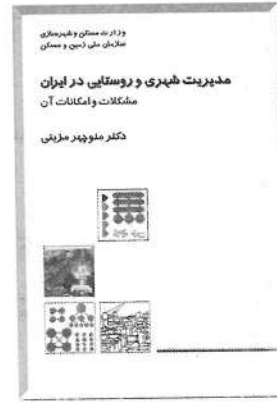 وزارت مسکن و شهرسازی
سازمان ملی زمین و مسکن
مدیریت شهری و روستایی در ایران
مشکلات و امکانات آن
دکتر منوچهر مزینی